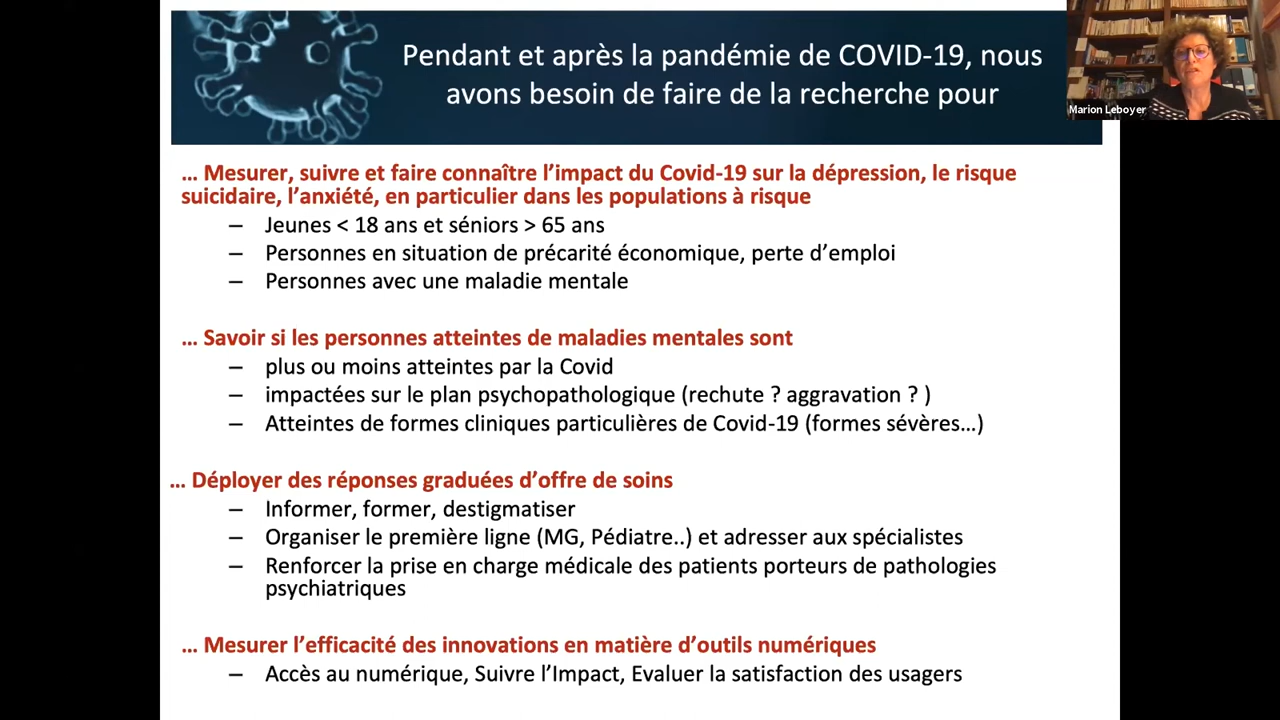 Pendant et après la pandémie de COVID-19, nous
avons besoin de faire de la recherche pour
Marion Leboyer
... Mesurer, suivre et faire connaître l'impact du Covid-19 sur la dépression, le risque
suicidaire, l'anxiété, en particulier dans les populations à risque
– Jeunes < 18 ans et séniors > 65 ans
– Personnes en situation de précarité économique, perte d'emploi
– Personnes avec une maladie mentale
... Savoir si les personnes atteintes de maladies mentales sont
– plus ou moins atteintes par la Covid
– impactées sur le plan psychopathologique (rechute ? aggravation ? )
– Atteintes de formes cliniques particulières de Covid-19 (formes sévères...)
... Déployer des réponses graduées d'offre de soins
– Informer, former, destigmatiser
– Organiser le première ligne (MG, Pédiatre..) et adresser aux spécialistes
– Renforcer la prise en charge médicale des patients porteurs de pathologies
psychiatriques
... Mesurer l'efficacité des innovations en matière d'outils numériques
– Accès au numérique, Suivre l'Impact, Evaluer la satisfaction des usagers